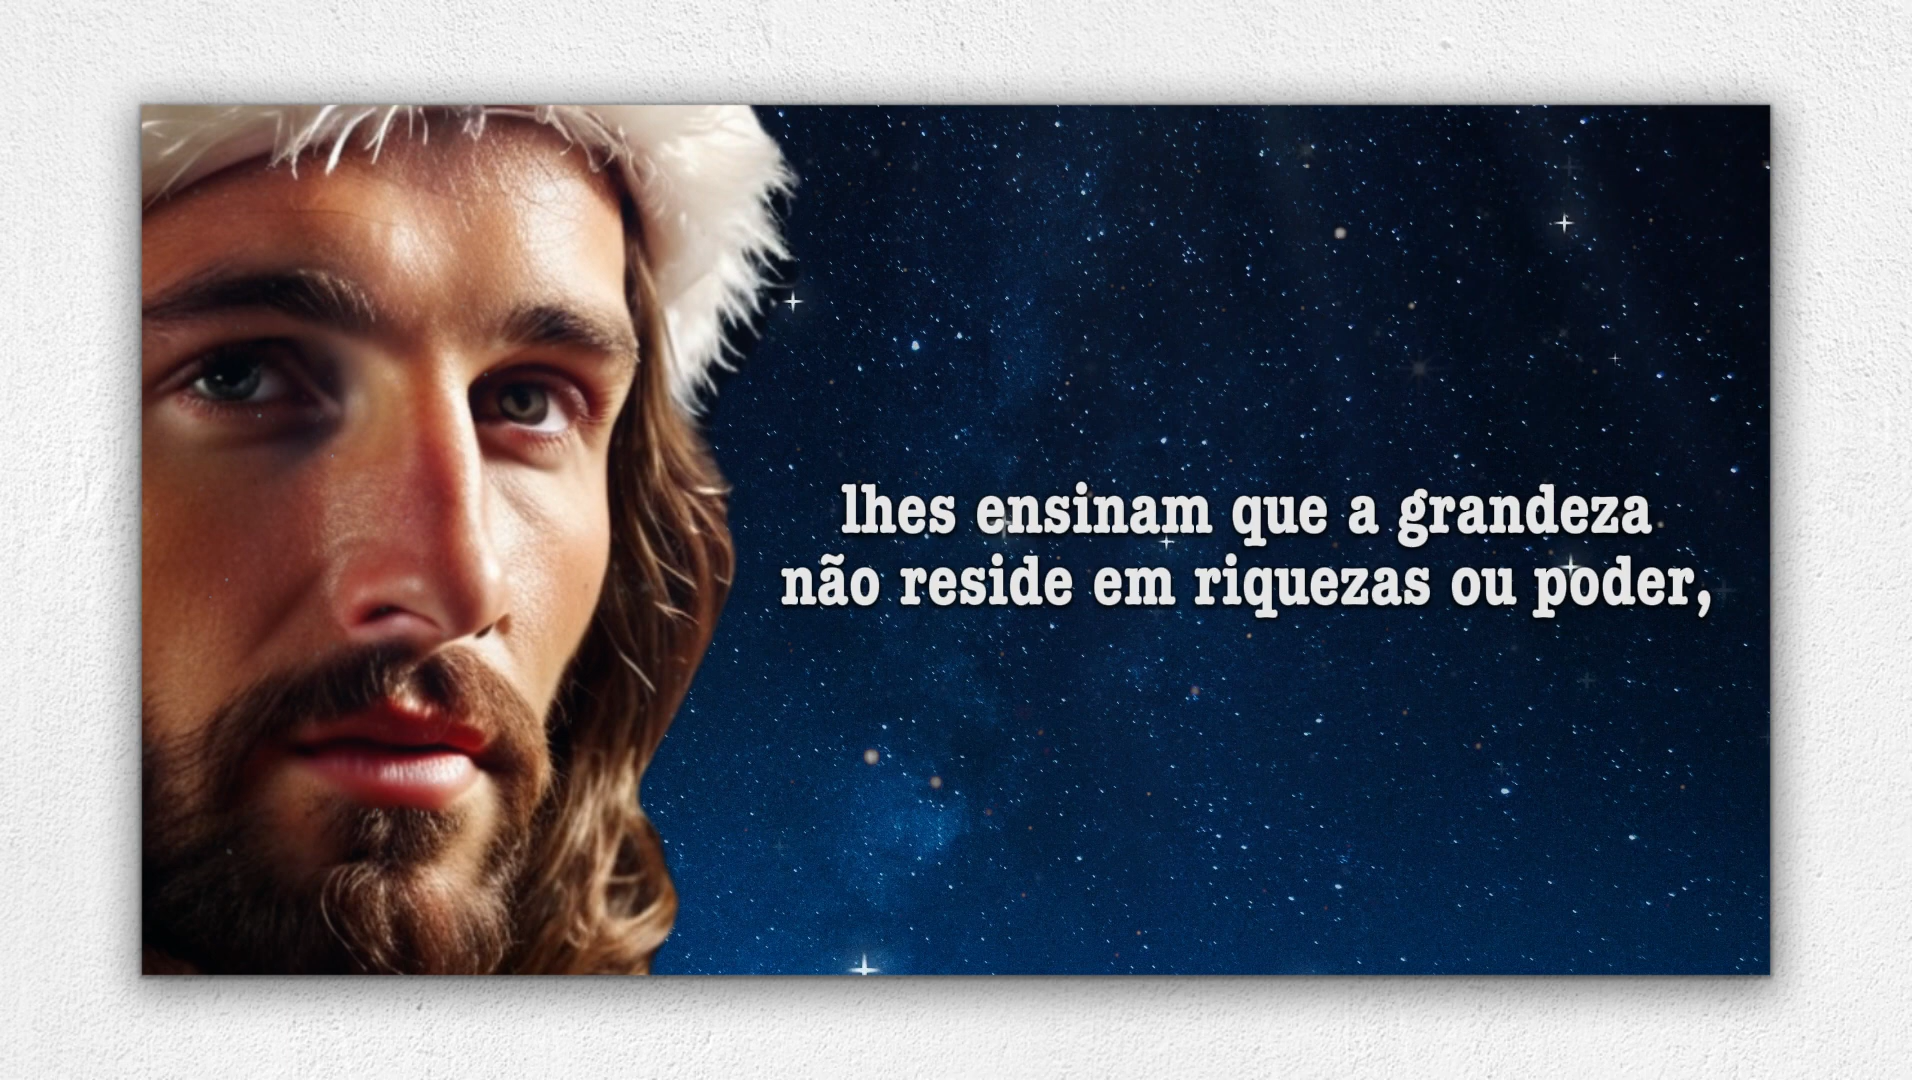 lhes ensinam que a grandeza
não reside em riquezas ou poder,